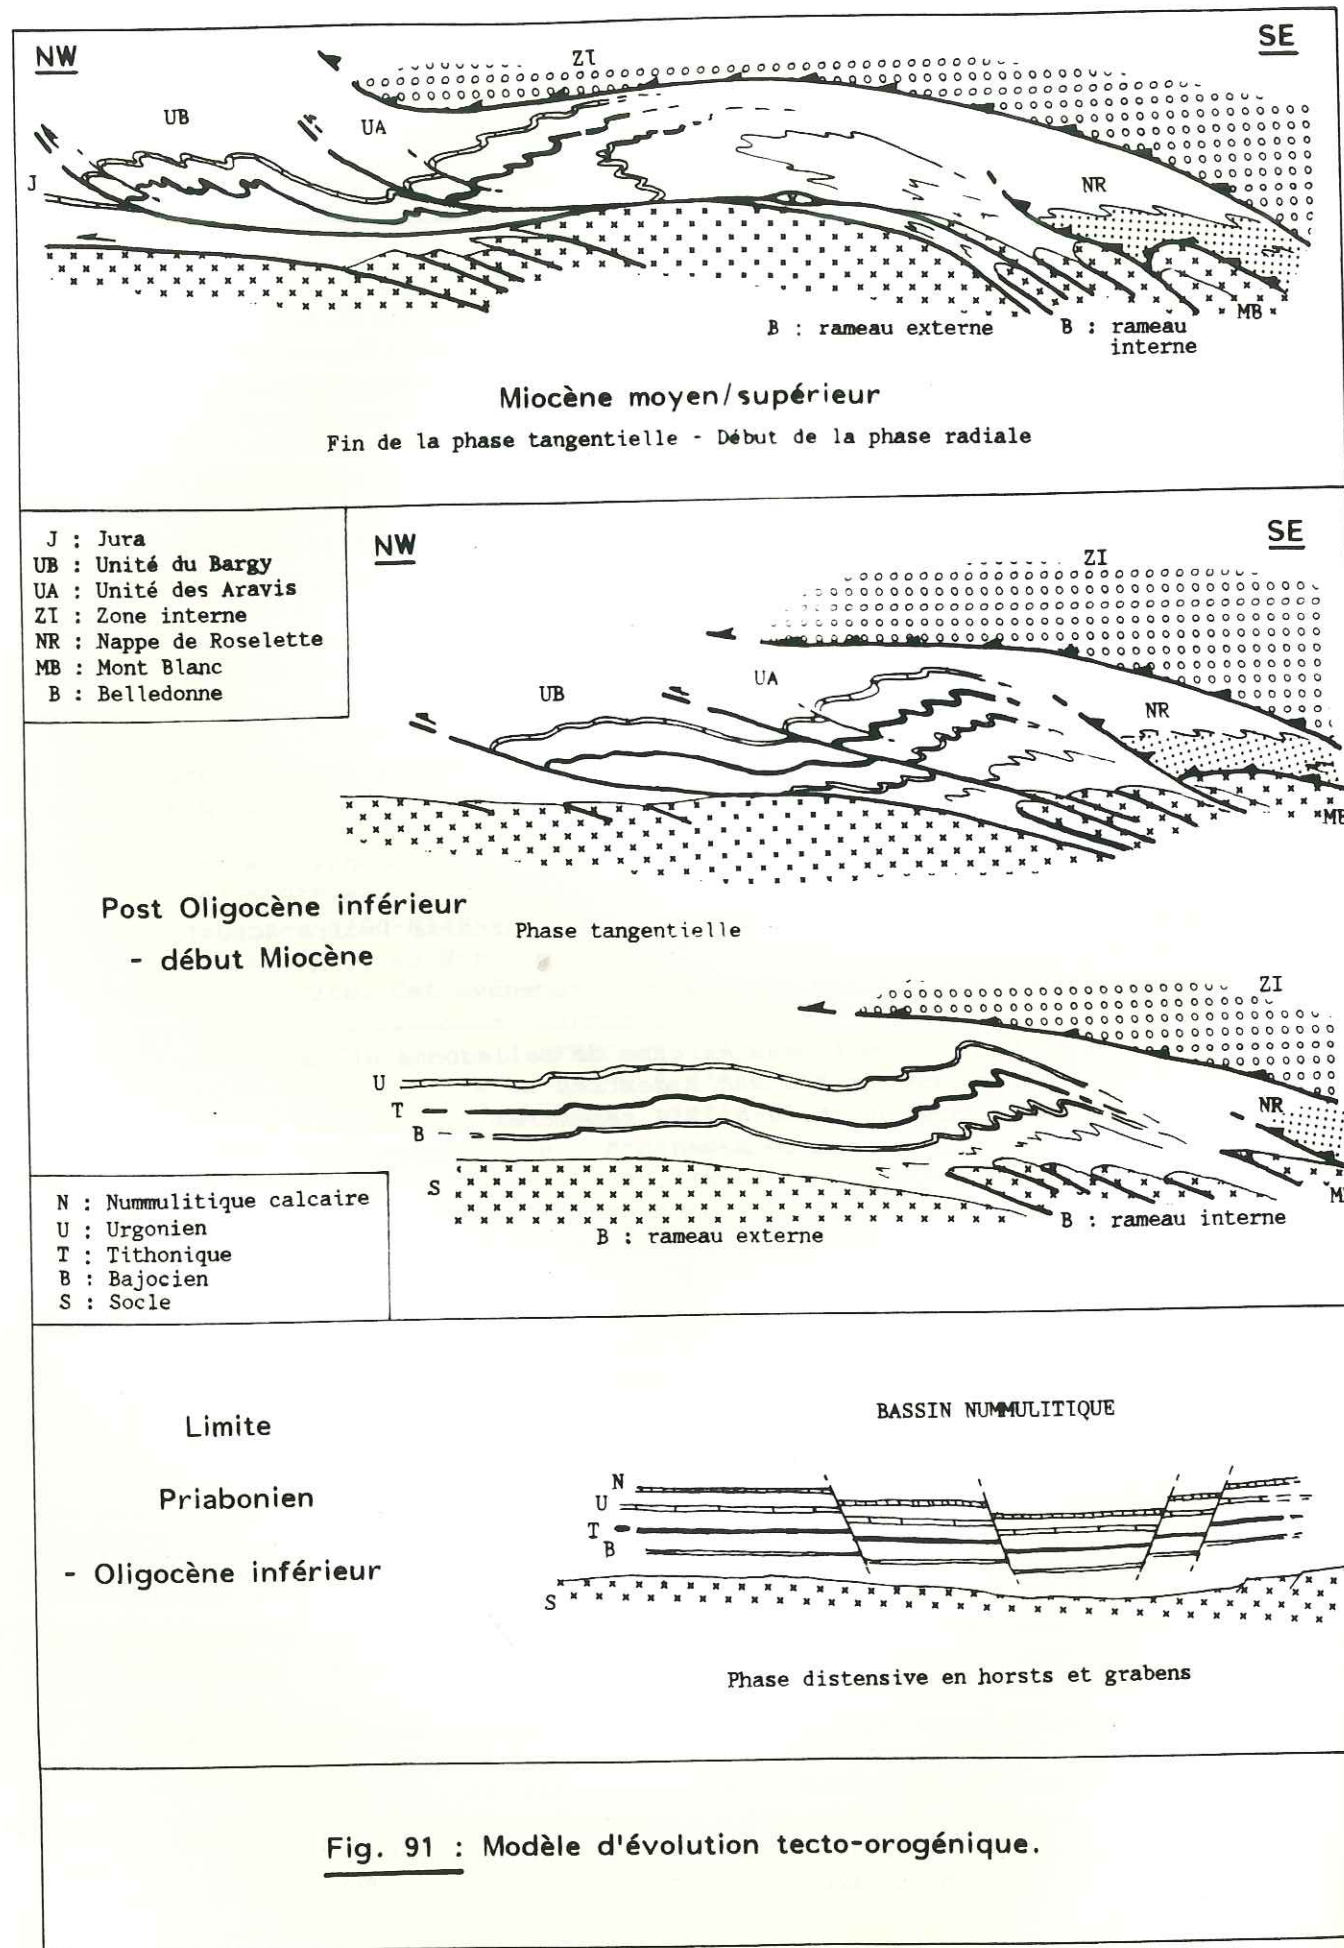 NW
SE
ZI
UB
UA
J
NR
MB
B : rameau externe
B : rameau
interne
Miocène moyen/supérieur
Fin de la phase tangentielle - Début de la phase radiale
J : Jura
UB : Unité du Bargy
UA : Unité des Aravis
ZI : Zone interne
NR : Nappe de Roselette
MB : Mont Blanc
B : Belledonne
NW
SE
ZI
UA
UB
NR
MB
Post Oligocène inférieur
- début Miocène
Phase tangentielle
ZI
U
T
B
NR
S
M
B : rameau externe
B : rameau interne
N : Nummulitique calcaire
U : Urgonien
T : Tithonique
B : Bajocien
S : Socle
Limite
Priabonien
- Oligocène inférieur
BASSIN NUMMULITIQUE
N
U
T
B
S
Phase distensive en horsts et grabens
Fig. 91 : Modèle d'évolution tecto-orogénique.